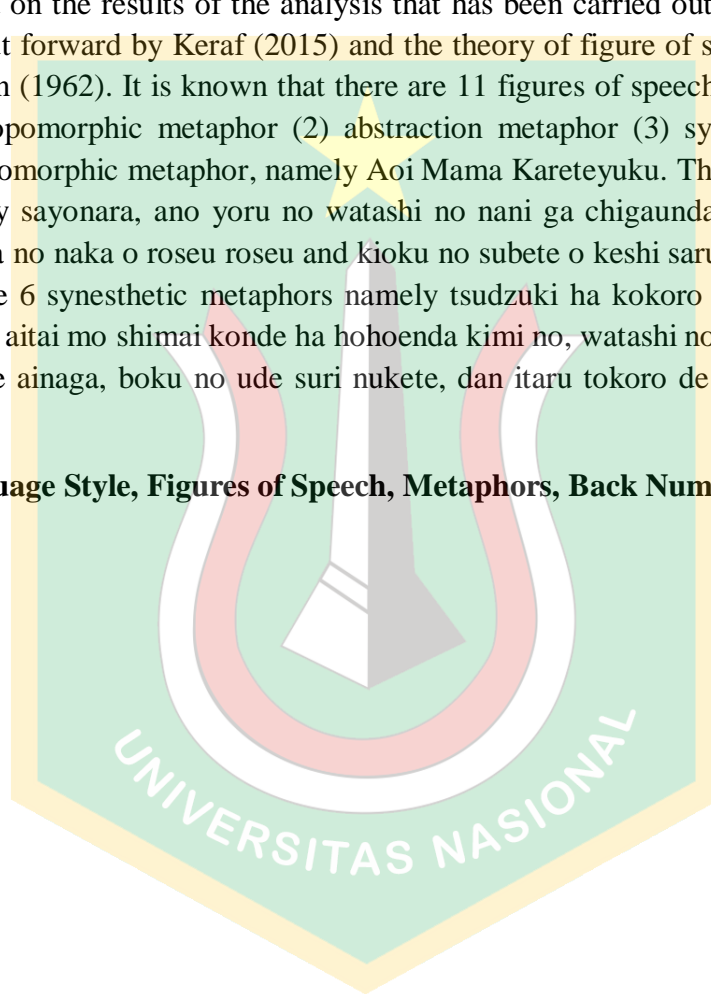 on the results of the analysis that has been carried out
t forward by Keraf (2015) and the theory of figure of s
(1962). It is known that there are 11 figures of speech
opomorphic metaphor (2) abstraction metaphor (3) sy
omorphic metaphor, namely Aoi Mama Kareteyuku. Th
y sayonara, ano yoru no watashi no nani ga chigaunda
no naka o roseu roseu and kioku no subete o keshi saru
e 6 synesthetic metaphors namely tsudzuki ha kokoro
aitai mo shimai konde ha hohoenda kimi no, watashi no
e ainaga, boku no ude suri nukete, dan itaru tokoro de
uage Style, Figures of Speech, Metaphors, Back Num
UNIVERSITAS NASIONAL